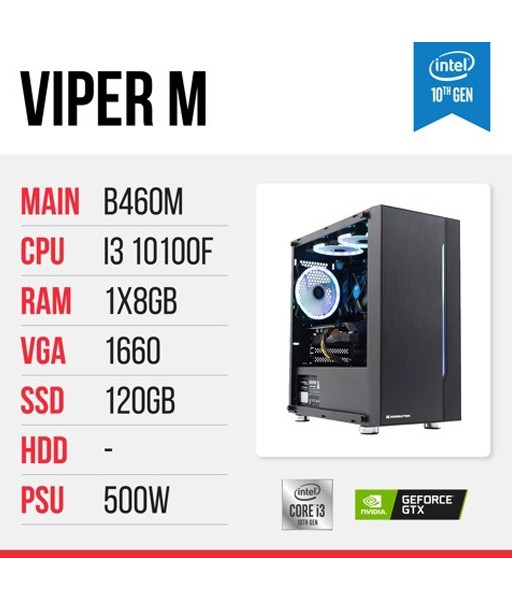 VIPER M
intel
10TH GEN
MAIN B460M
CPU I3 10100F
RAM 1X8GB
VGA 1660
SSD 120GB
HDD -
PSU 500W
XIGMATEK
intel
CORE i3
10TH GEN
NVIDIA
GEFORCE
GTX